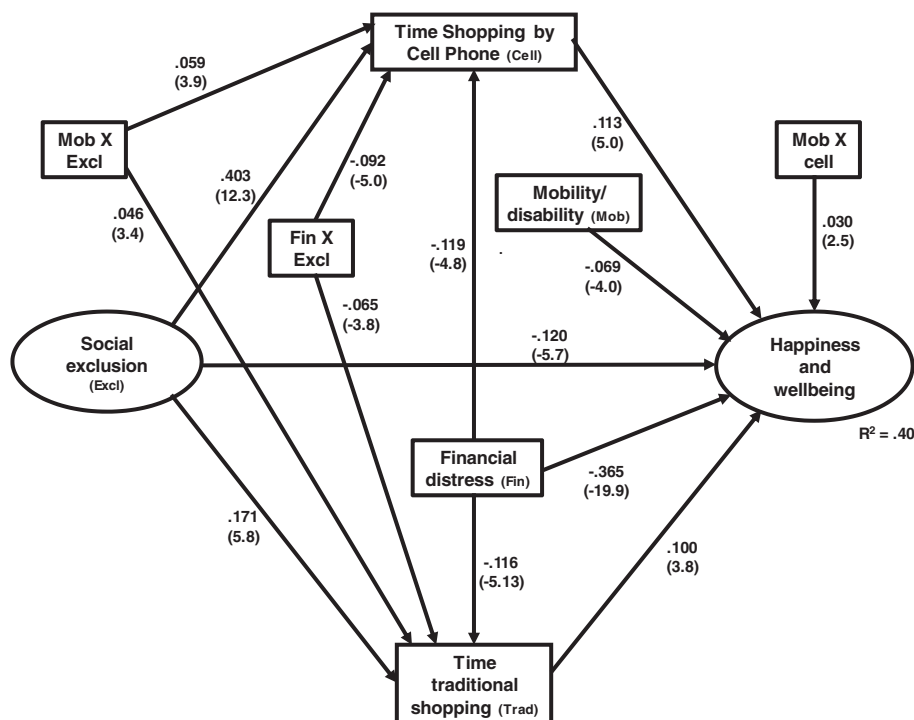 Time Shopping by
Cell Phone (Cell)
.059
(3.9)
.113
(5.0)
Mob X
Excl
Mob X
cell
.403
(12.3)
-.092
(-5.0)
Mobility/
disability (Mob)
.046
(3.4)
.030
(2.5)
Fin X
Excl
-.119
(-4.8)
-.069
(-4.0)
-.065
(-3.8)
Social
exclusion
(Excl)
-.120
(-5.7)
Happiness
and
wellbeing
R² = .40
Financial
distress (Fin)
-.365
(-19.9)
.171
(5.8)
.100
(3.8)
-.116
(-5.13)
Time
traditional
shopping (Trad)